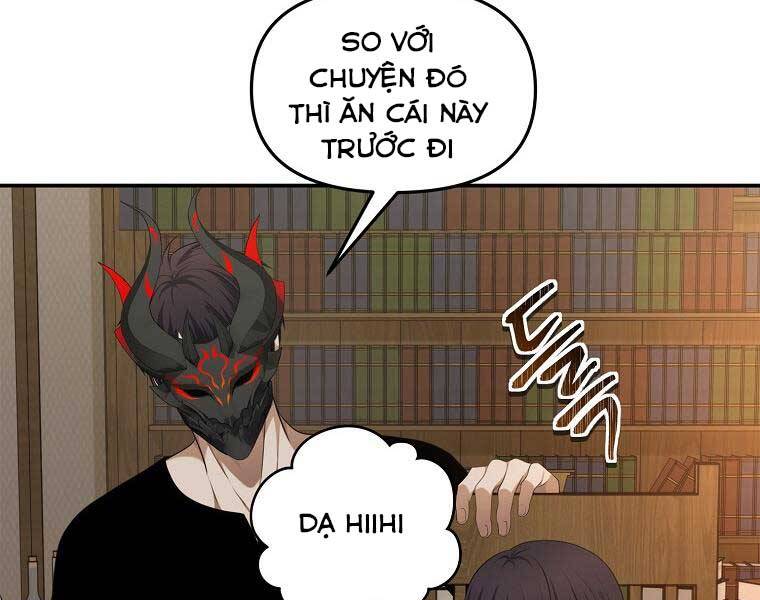 SO VỚI
CHUYỆN ĐÓ
THÌ ĂN CÁI NÀY
TRƯỚC ĐI
DẠ HIIHI